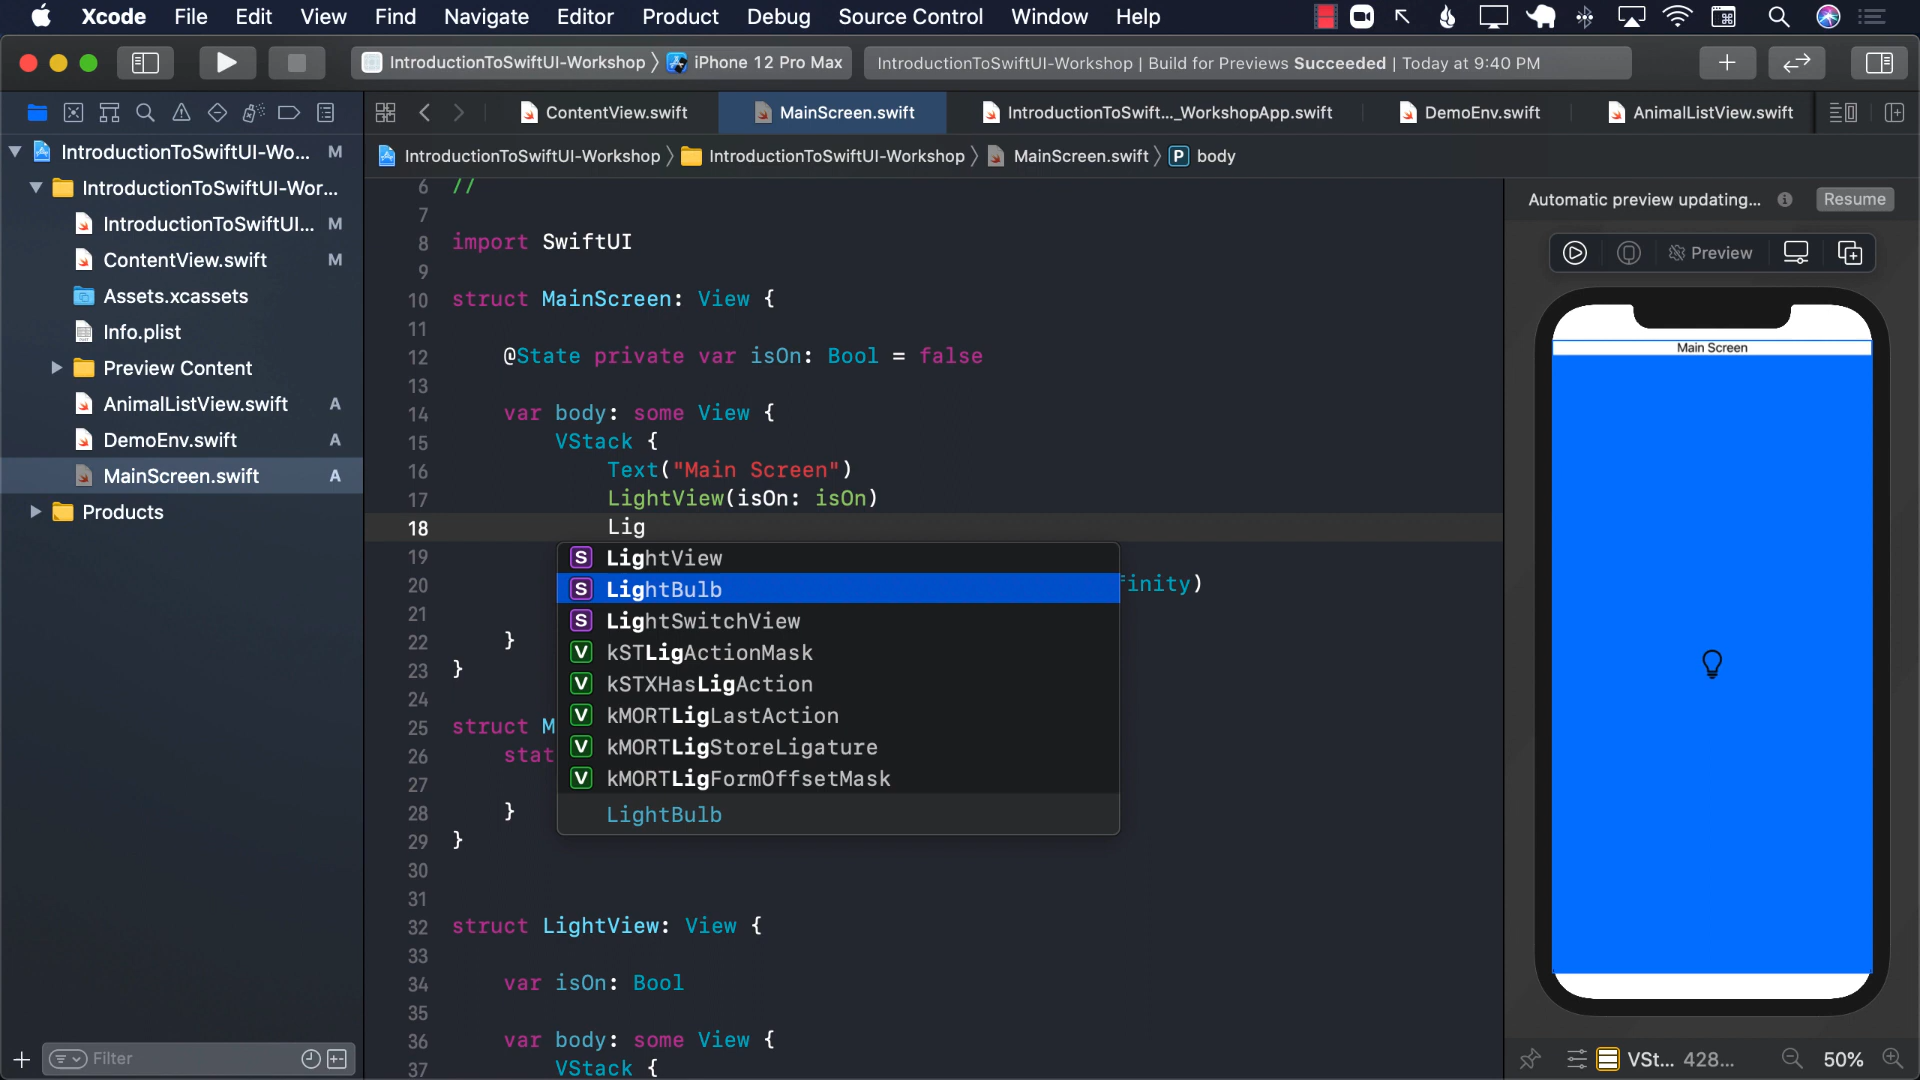 Xcode File Edit View Find Navigate Editor Product Debug Source Control Window Help
IntroductionToSwiftUI-Workshop 〉 iPhone 12 Pro Max
IntroductionToSwiftUI-Workshop | Build for Previews Succeeded | Today at 9:40 PM
ContentView.swift MainScreen.swift IntroductionToSwift..._WorkshopApp.swift DemoEnv.swift AnimalListView.swift
IntroductionToSwiftUI-Workshop 〉 IntroductionToSwiftUI-Workshop 〉 MainScreen.swift 〉 P body
IntroductionToSwiftUI-Wo... M
IntroductionToSwiftUI-Wor...
IntroductionToSwiftUI... M
ContentView.swift M
Assets.xcassets
Info.plist
Preview Content
AnimalListView.swift A
DemoEnv.swift A
MainScreen.swift A
Products
Filter
6 //
7
8 import SwiftUI
9
10 struct MainScreen: View {
11
12 @State private var isOn: Bool = false
13
14 var body: some View {
15 VStack {
16 Text("Main Screen")
17 LightView(isOn: isOn)
18 Lig
19
20 finity)
21
22 }
23 }
24
25 struct M
26 stat
27
28 }
29 }
30
31
32 struct LightView: View {
33
34 var isOn: Bool
35
36 var body: some View {
37 VStack {
S LightView
S LightBulb
S LightSwitchView
V kSTLigActionMask
V kSTXHasLigAction
V kMORTLigLastAction
V kMORTLigStoreLigature
V kMORTLigFormOffsetMask
LightBulb
Automatic preview updating... Resume
Preview
Main Screen
VSt... 428... 50%